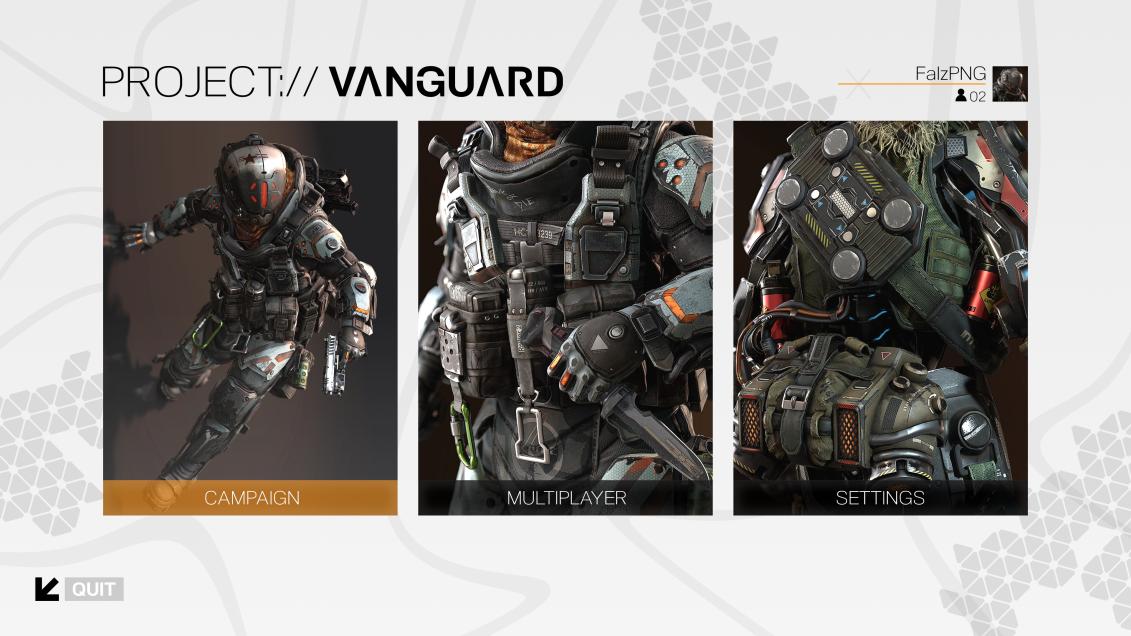 PROJECT:// VANGUARD
FalzPNG
02
CAMPAIGN
MULTIPLAYER
SETTINGS
QUIT